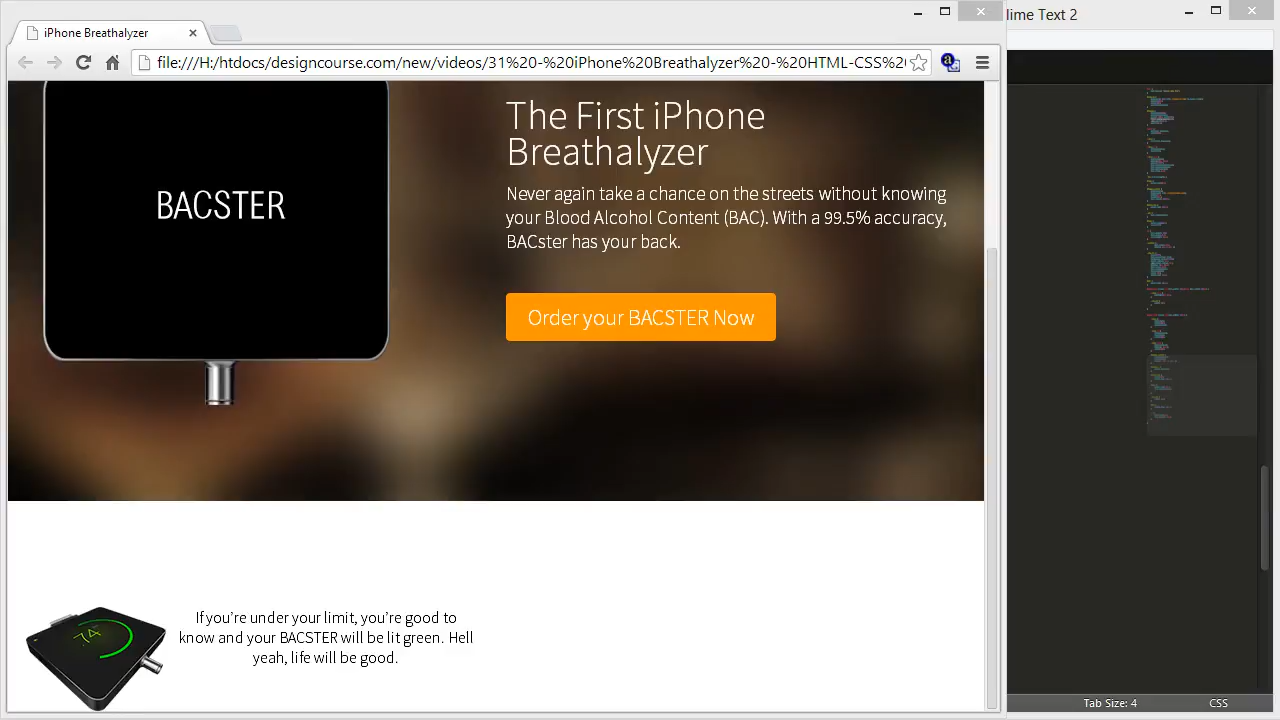 iPhone Breathalyzer
lime Text 2
file:///H:/htdocs/designcourse.com/new/videos/31%20-%20iPhone%20Breathalyzer%20-%20HTML-CSS%
The First iPhone
Breathalyzer
BACSTER
Never again take a chance on the streets without knowing
your Blood Alcohol Content (BAC). With a 99.5% accuracy,
BACster has your back.
Order your BACSTER Now
If you're under your limit, you're good to
know and your BACSTER will be lit green. Hell
yeah, life will be good.
.74
Tab Size: 4
CSS